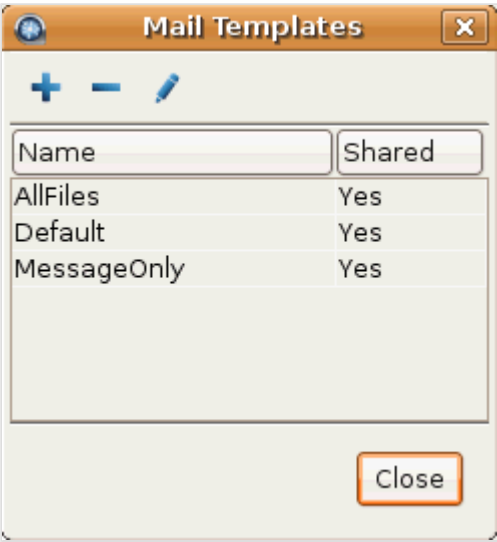 Mail Templates
Name Shared
AllFiles Yes
Default Yes
MessageOnly Yes
Close